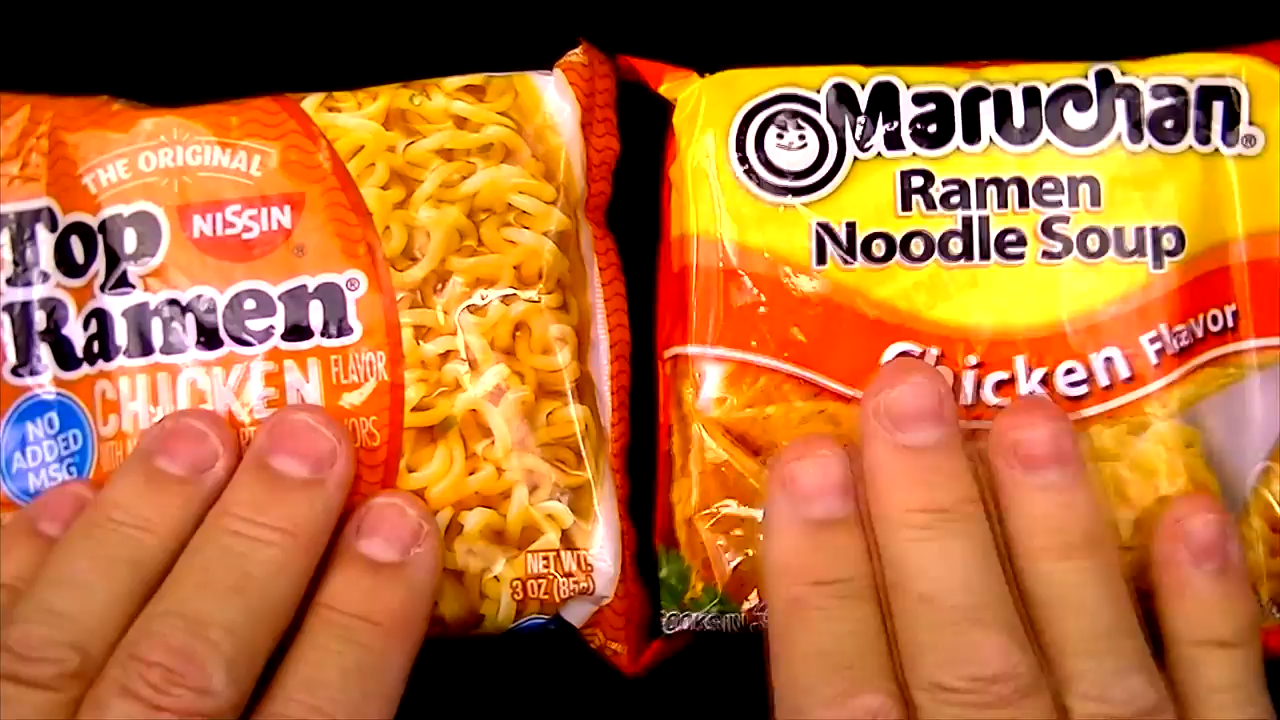 THE ORIGINAL
NISSIN
®
Top
Ramen®
CHICKEN FLAVOR
NO
ADDED
MSG
NET WT.
3 OZ (85g)
Maruchan®
Ramen
Noodle Soup
Chicken Flavor